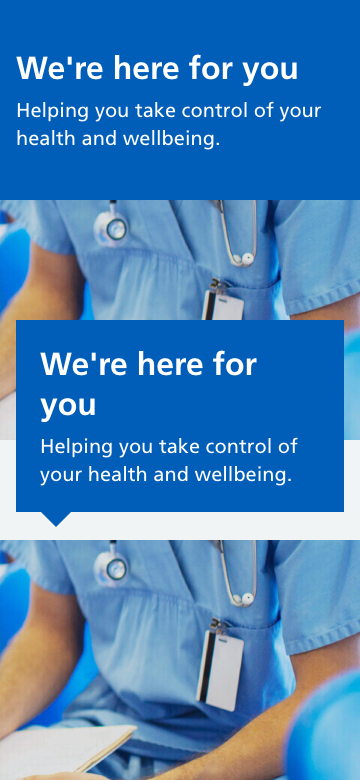 We're here for you
Helping you take control of your
health and wellbeing.
We're here for
you
Helping you take control of
your health and wellbeing.